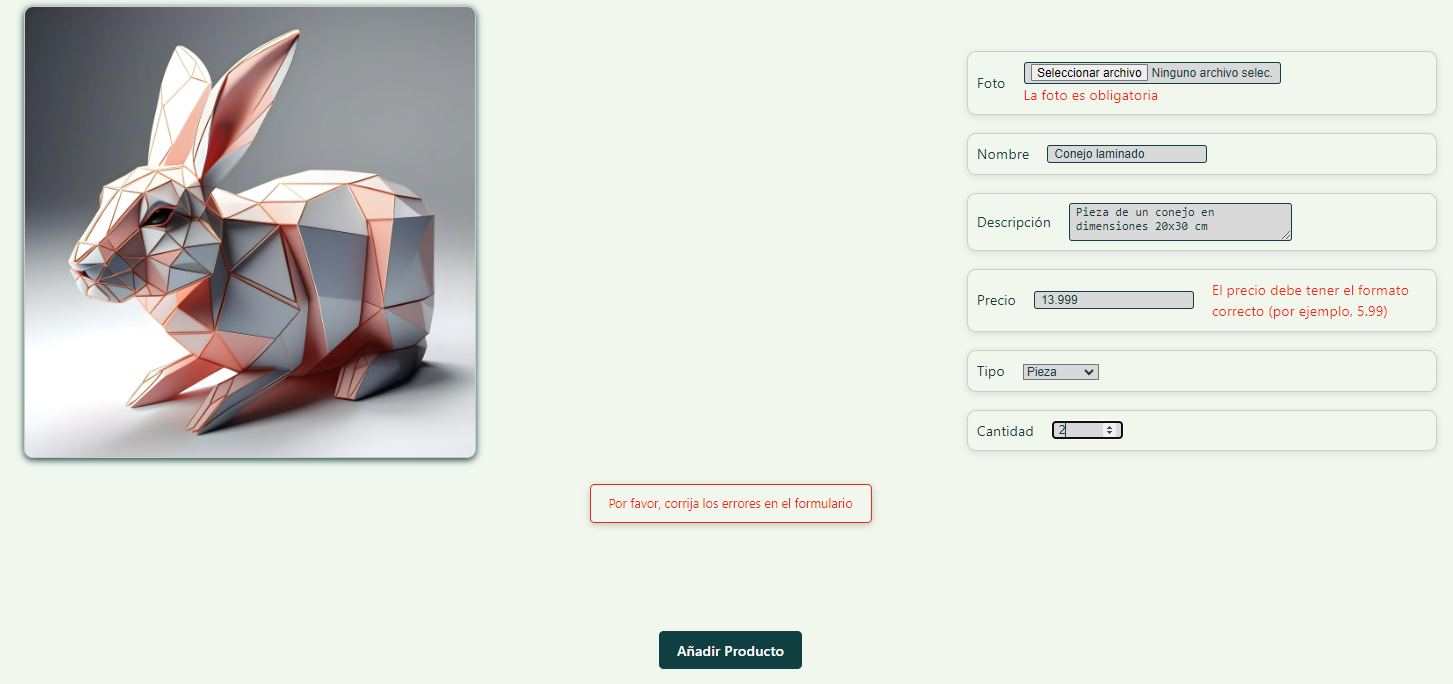 Foto
Seleccionar archivo Ninguno archivo selec.
La foto es obligatoria
Nombre
Conejo laminado
Descripción
Pieza de un conejo en
dimensiones 20x30 cm
Precio
13.999
El precio debe tener el formato
correcto (por ejemplo, 5.99)
Tipo
Pieza
Cantidad
2
Por favor, corrija los errores en el formulario
Añadir Producto